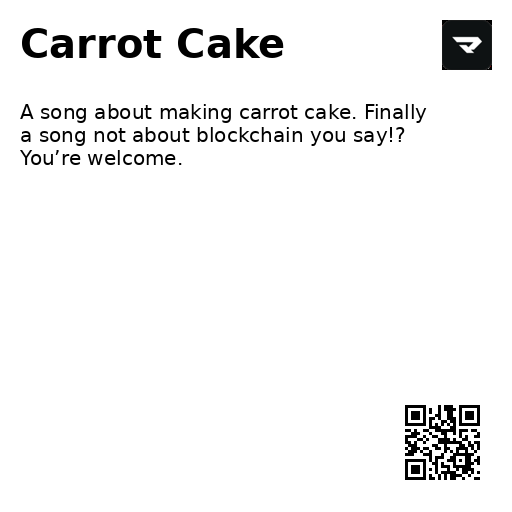 Carrot Cake
A song about making carrot cake. Finally
a song not about blockchain you say!?
You’re welcome.